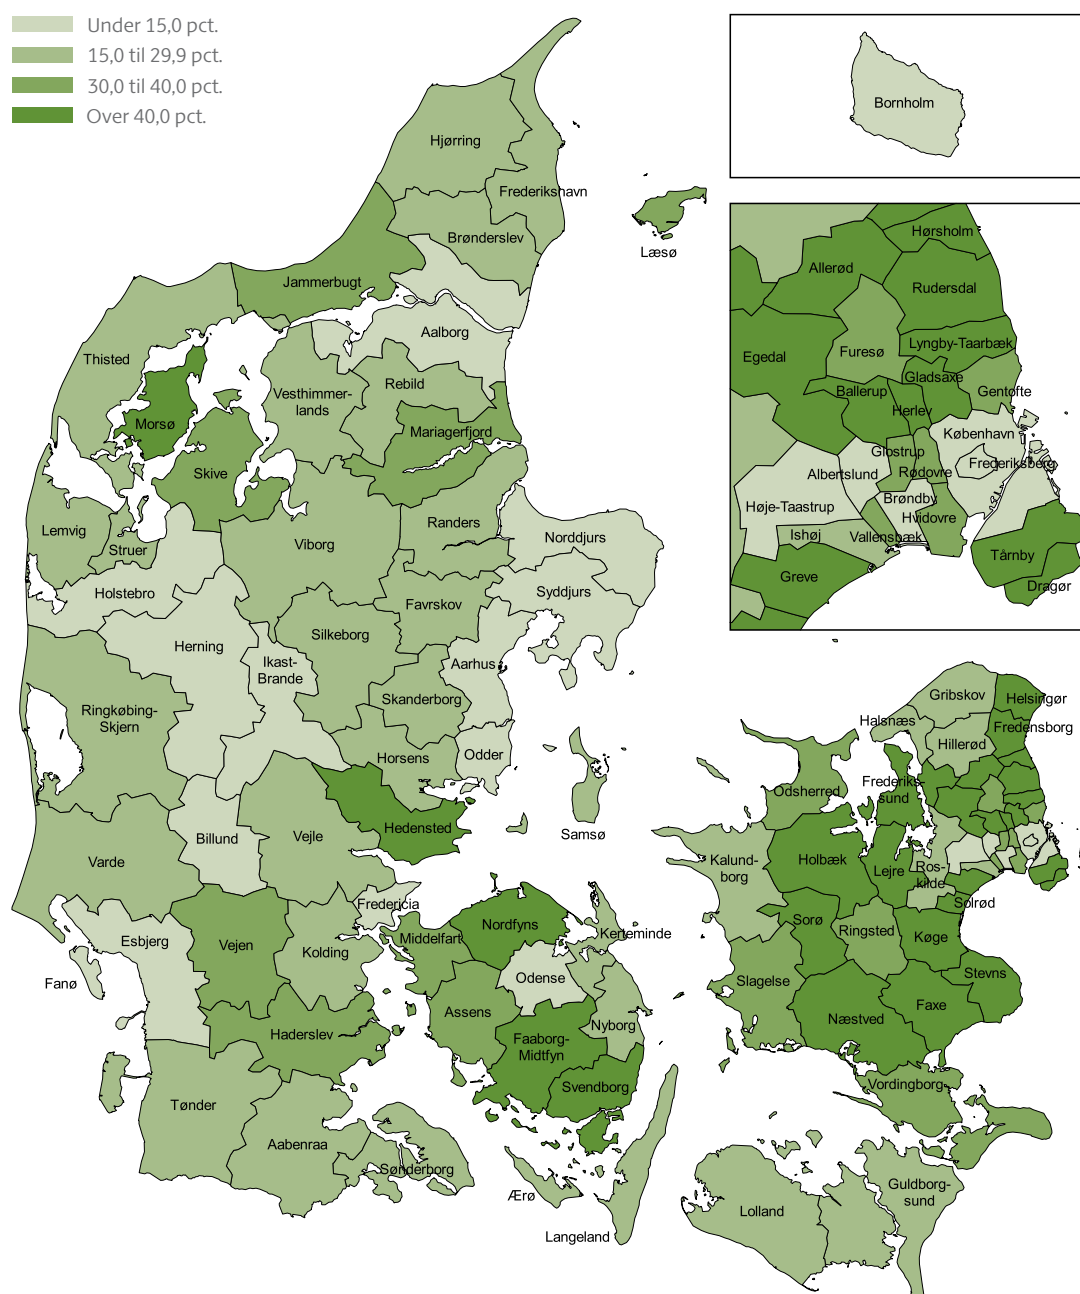 Under 15,0 pct.
15,0 til 29,9 pct.
30,0 til 40,0 pct.
Over 40,0 pct.
Bornholm
Hjørring
Frederikshavn
Brønderslev
Læsø
Jammerbugt
Aalborg
Thisted
Rebild
Vesthimmer-
lands
Morsø
Mariagerfjord
Skive
Lemvig
Struer
Viborg
Randers
Norddjurs
Holstebro
Syddjurs
Favrskov
Silkeborg
Herning
Ikast-
Brande
Aarhus
Skanderborg
Ringkøbing-
Skjern
Horsens
Odder
Samsø
Hedensted
Billund
Vejle
Varde
Fredericia
Esbjerg
Vejen
Kolding
Middelfart
Nordfyns
Kerteminde
Fanø
Odense
Assens
Nyborg
Haderslev
Faaborg-
Midtfyn
Svendborg
Tønder
Aabenraa
Sønderborg
Ærø
Langeland
Hørsholm
Allerød
Rudersdal
Egedal
Furesø
Lyngby-Taarbæk
Gladsaxe
Ballerup
Gentofte
Herlev
København
Glostrup
Frederiksberg
Albertslund
Rødovre
Brøndby
Høje-Taastrup
Hvidovre
Ishøj
Vallensbæk
Tårnby
Greve
Dragør
Gribskov
Helsingør
Halsnæs
Fredensborg
Hillerød
Odsherred
Frederiks-
sund
Kalund-
borg
Holbæk
Lejre
Ros-
kilde
Solrød
Sorø
Ringsted
Køge
Slagelse
Stevns
Faxe
Næstved
Vordingborg
Guldborg-
sund
Lolland